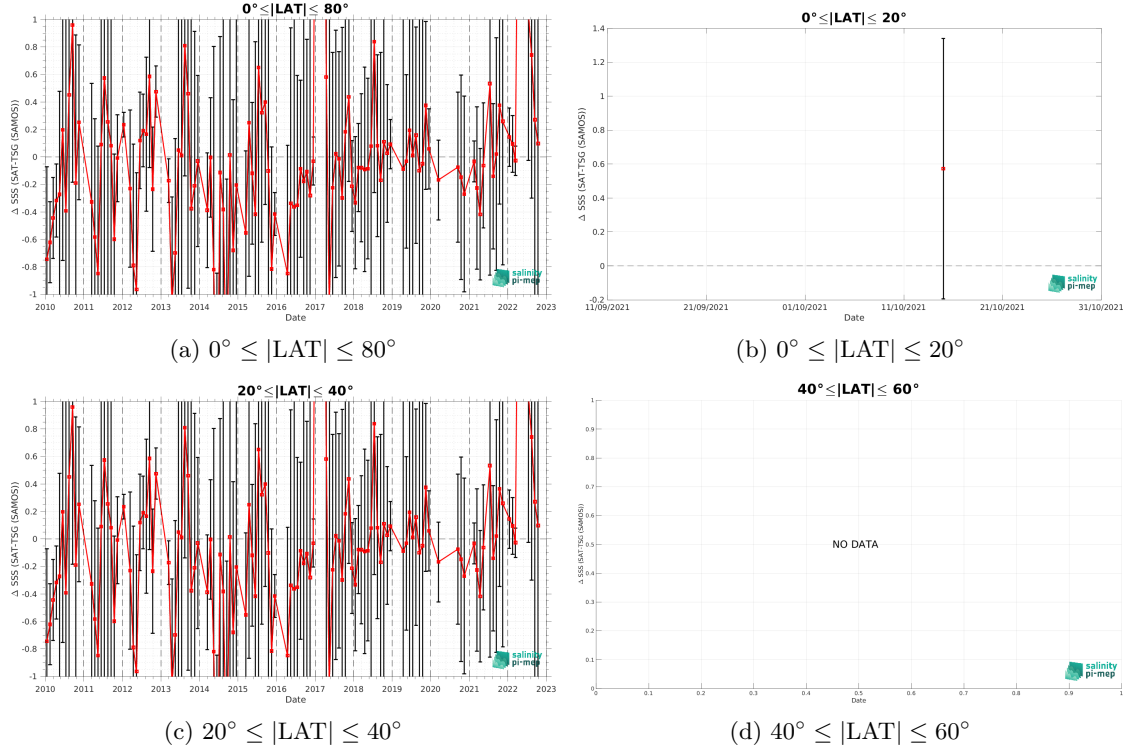 0°≤|LAT|≤ 80°
Δ SSS (SAT-TSG (SAMOS))
1
0.8
0.6
0.4
0.2
0
-0.2
-0.4
-0.6
-0.8
-1
2010 2011 2012 2013 2014 2015 2016 2017 2018 2019 2020 2021 2022 2023
Date
salinity
pi-mep
(a) 0° ≤ |LAT| ≤ 80°
0°≤|LAT|≤ 20°
Δ SSS (SAT-TSG (SAMOS))
1.4
1.2
1
0.8
0.6
0.4
0.2
0
-0.2
11/09/2021 21/09/2021 01/10/2021 11/10/2021 21/10/2021 31/10/2021
Date
salinity
pi-mep
(b) 0° ≤ |LAT| ≤ 20°
20°≤|LAT|≤ 40°
Δ SSS (SAT-TSG (SAMOS))
1
0.8
0.6
0.4
0.2
0
-0.2
-0.4
-0.6
-0.8
-1
2010 2011 2012 2013 2014 2015 2016 2017 2018 2019 2020 2021 2022 2023
Date
salinity
pi-mep
(c) 20° ≤ |LAT| ≤ 40°
40°≤|LAT|≤ 60°
Δ SSS (SAT-TSG (SAMOS))
1
0.9
0.8
0.7
0.6
0.5
0.4
0.3
0.2
0.1
0
NO DATA
0 0.1 0.2 0.3 0.4 0.5 0.6 0.7 0.8 0.9 1
Date
salinity
pi-mep
(d) 40° ≤ |LAT| ≤ 60°